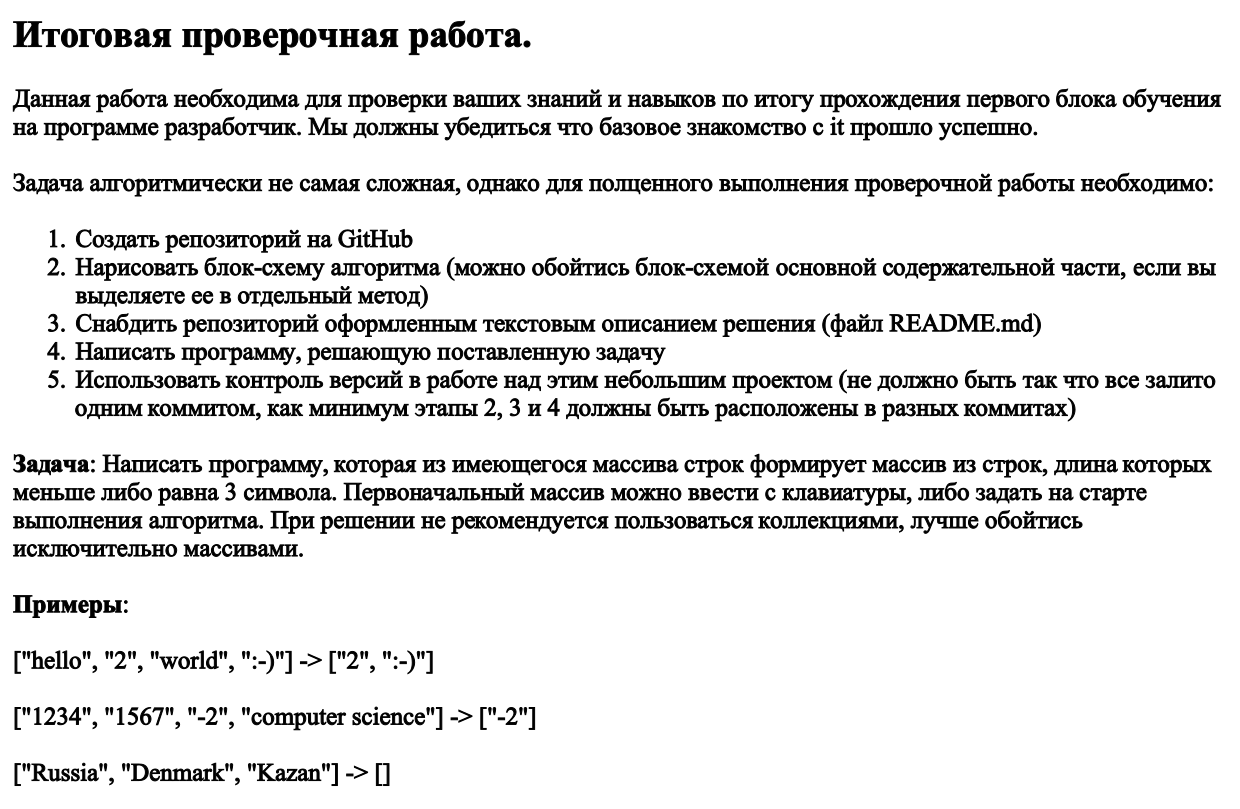 Итоговая проверочная работа.
Данная работа необходима для проверки ваших знаний и навыков по итогу прохождения первого блока обучения
на программе разработчик. Мы должны убедиться что базовое знакомство с it прошло успешно.
Задача алгоритмически не самая сложная, однако для полценного выполнения проверочной работы необходимо:
1. Создать репозиторий на GitHub
2. Нарисовать блок-схему алгоритма (можно обойтись блок-схемой основной содержательной части, если вы
выделяете ее в отдельный метод)
3. Снабдить репозиторий оформленным текстовым описанием решения (файл README.md)
4. Написать программу, решающую поставленную задачу
5. Использовать контроль версий в работе над этим небольшим проектом (не должно быть так что все залито
одним коммитом, как минимум этапы 2, 3 и 4 должны быть расположены в разных коммитах)
Задача: Написать программу, которая из имеющегося массива строк формирует массив из строк, длина которых
меньше либо равна 3 символа. Первоначальный массив можно ввести с клавиатуры, либо задать на старте
выполнения алгоритма. При решении не рекомендуется пользоваться коллекциями, лучше обойтись
исключительно массивами.
Примеры:
["hello", "2", "world", ":-)"] -> ["2", ":-)"]
["1234", "1567", "-2", "computer science"] -> ["-2"]
["Russia", "Denmark", "Kazan"] -> []